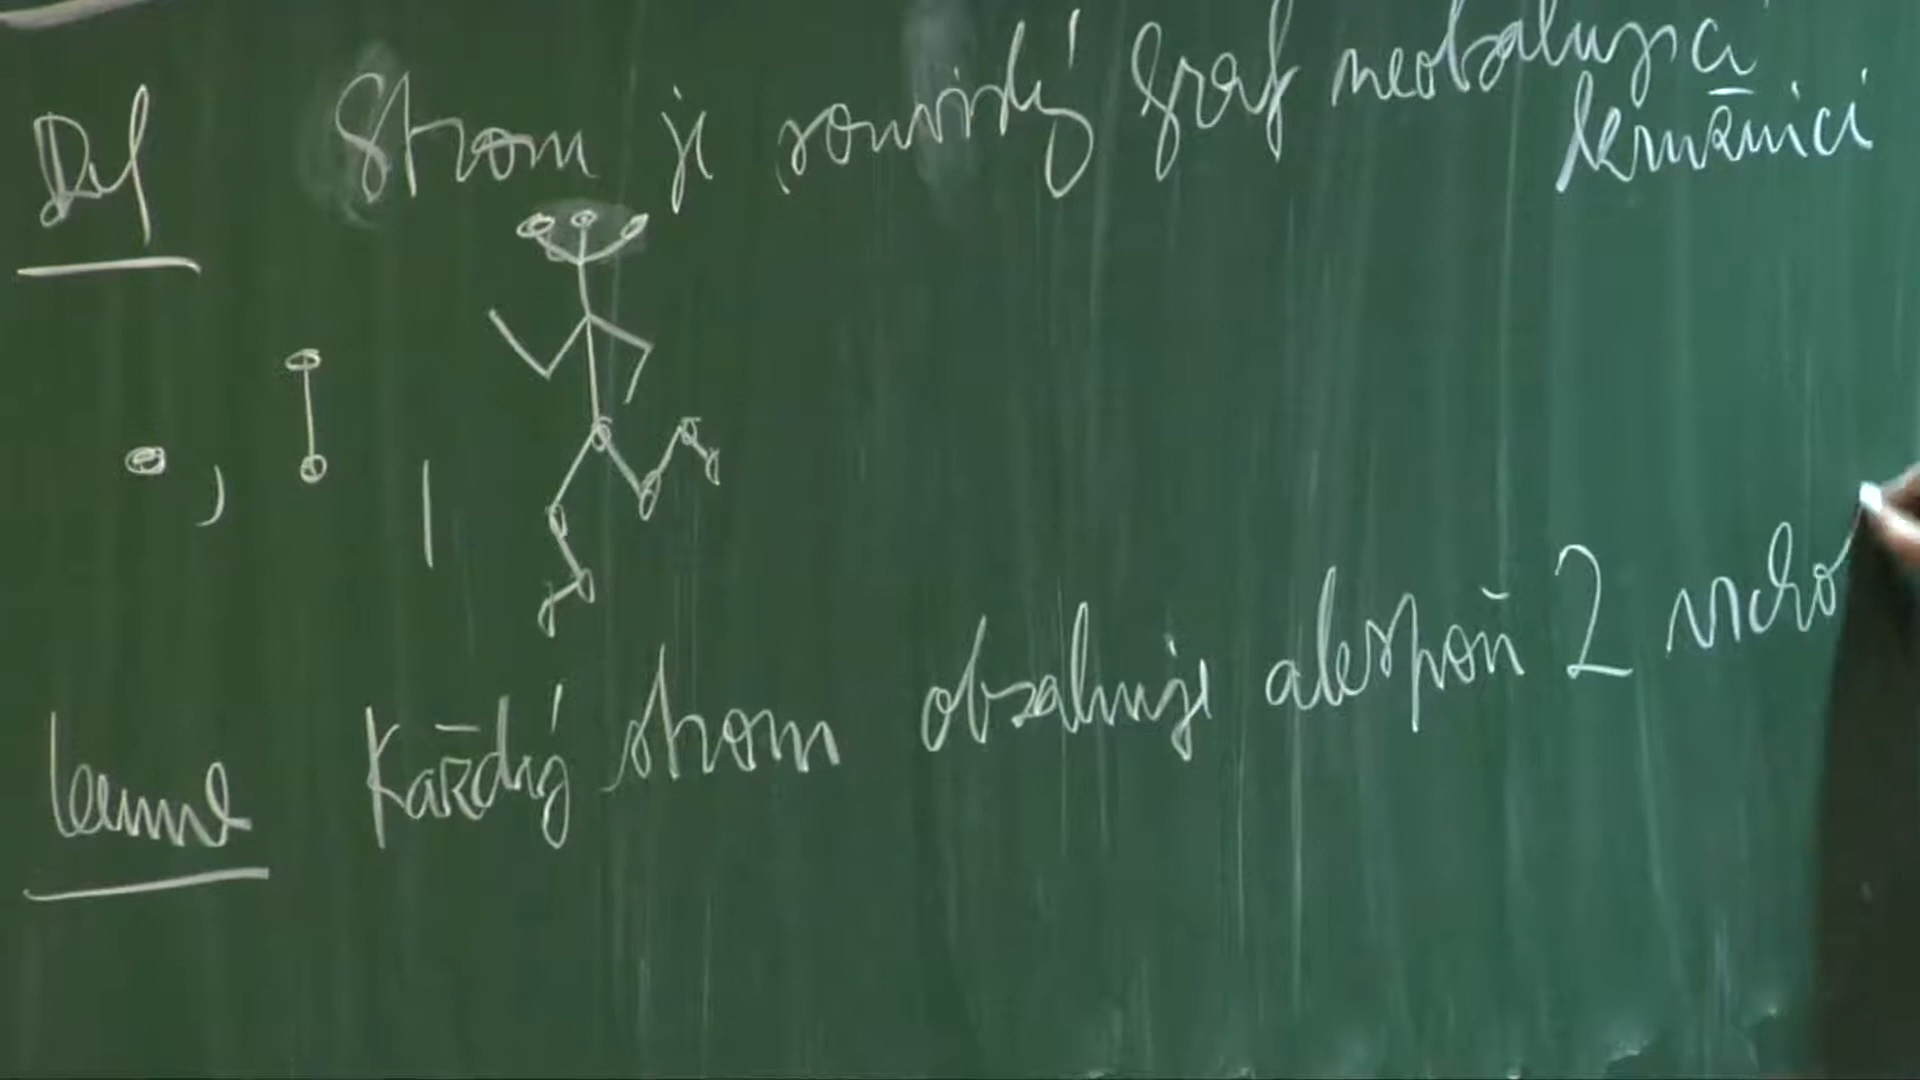 Def Strom je souvislý graf neobsahující
kružnici
Lemma Každý strom obsahuje alespoň 2 vrcho